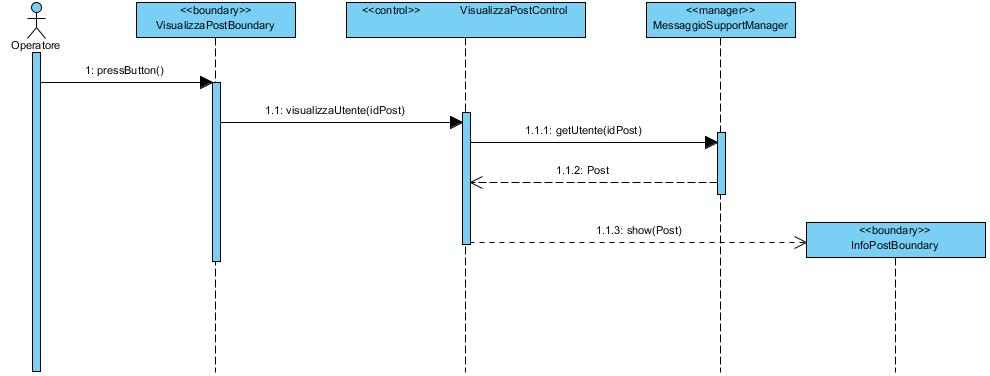 <<boundary>>
VisualizzaPostBoundary
<<control>> VisualizzaPostControl
<<manager>>
MessaggioSupportManager
Operatore
1: pressButton()
1.1: visualizzaUtente(idPost)
1.1.1: getUtente(idPost)
1.1.2: Post
1.1.3: show(Post)
<<boundary>>
InfoPostBoundary